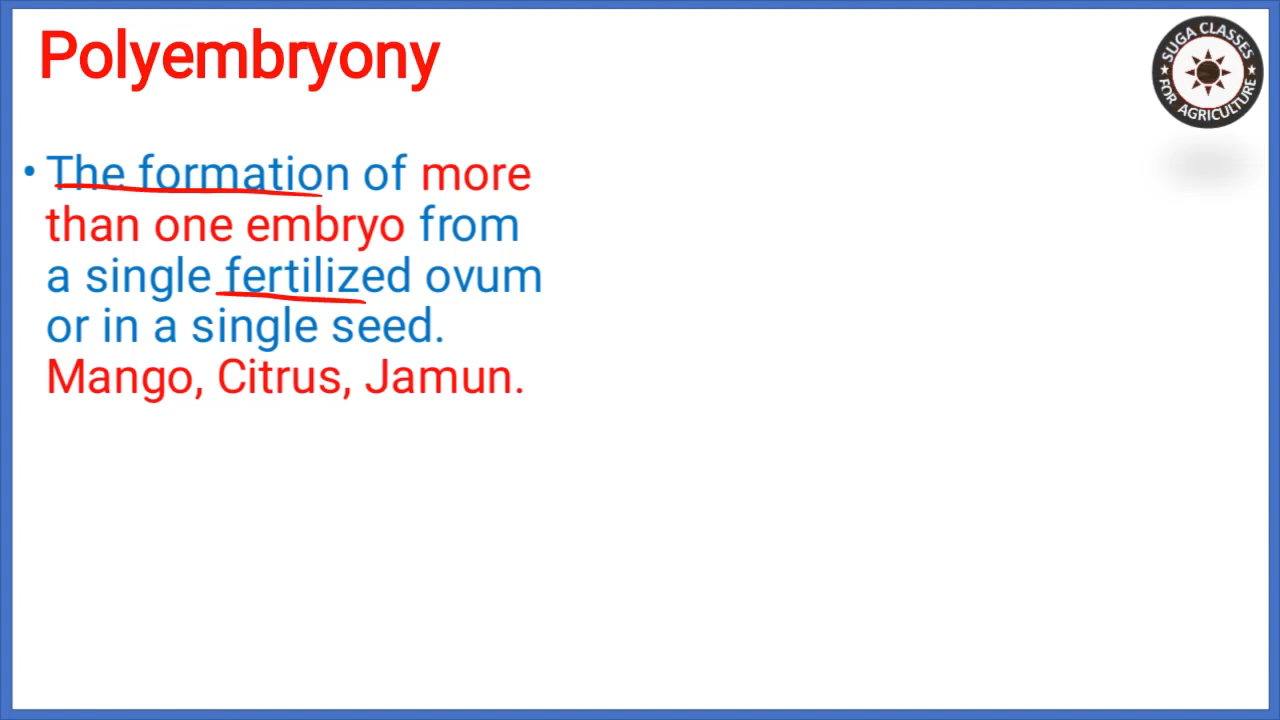 Polyembryony
SUGA CLASSES
FOR AGRICULTURE
• The formation of more
than one embryo from
a single fertilized ovum
or in a single seed.
Mango, Citrus, Jamun.